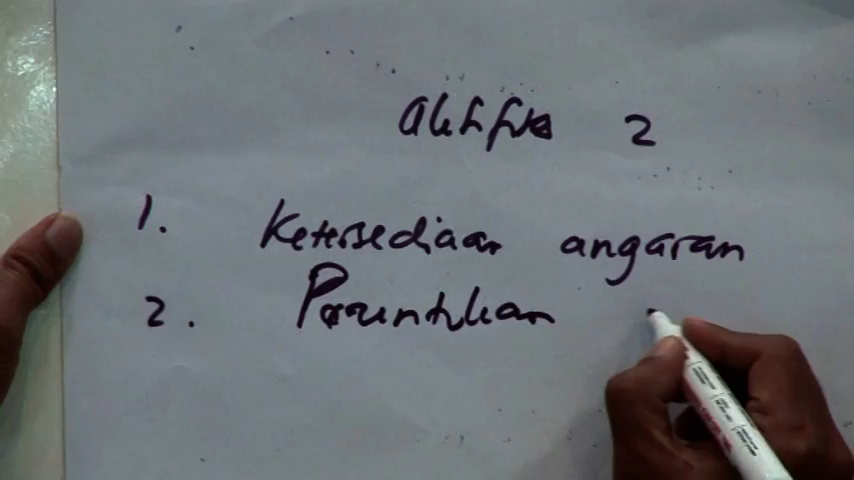 Aktifitas 2
1. Ketersediaan angaran
2. Peruntukan